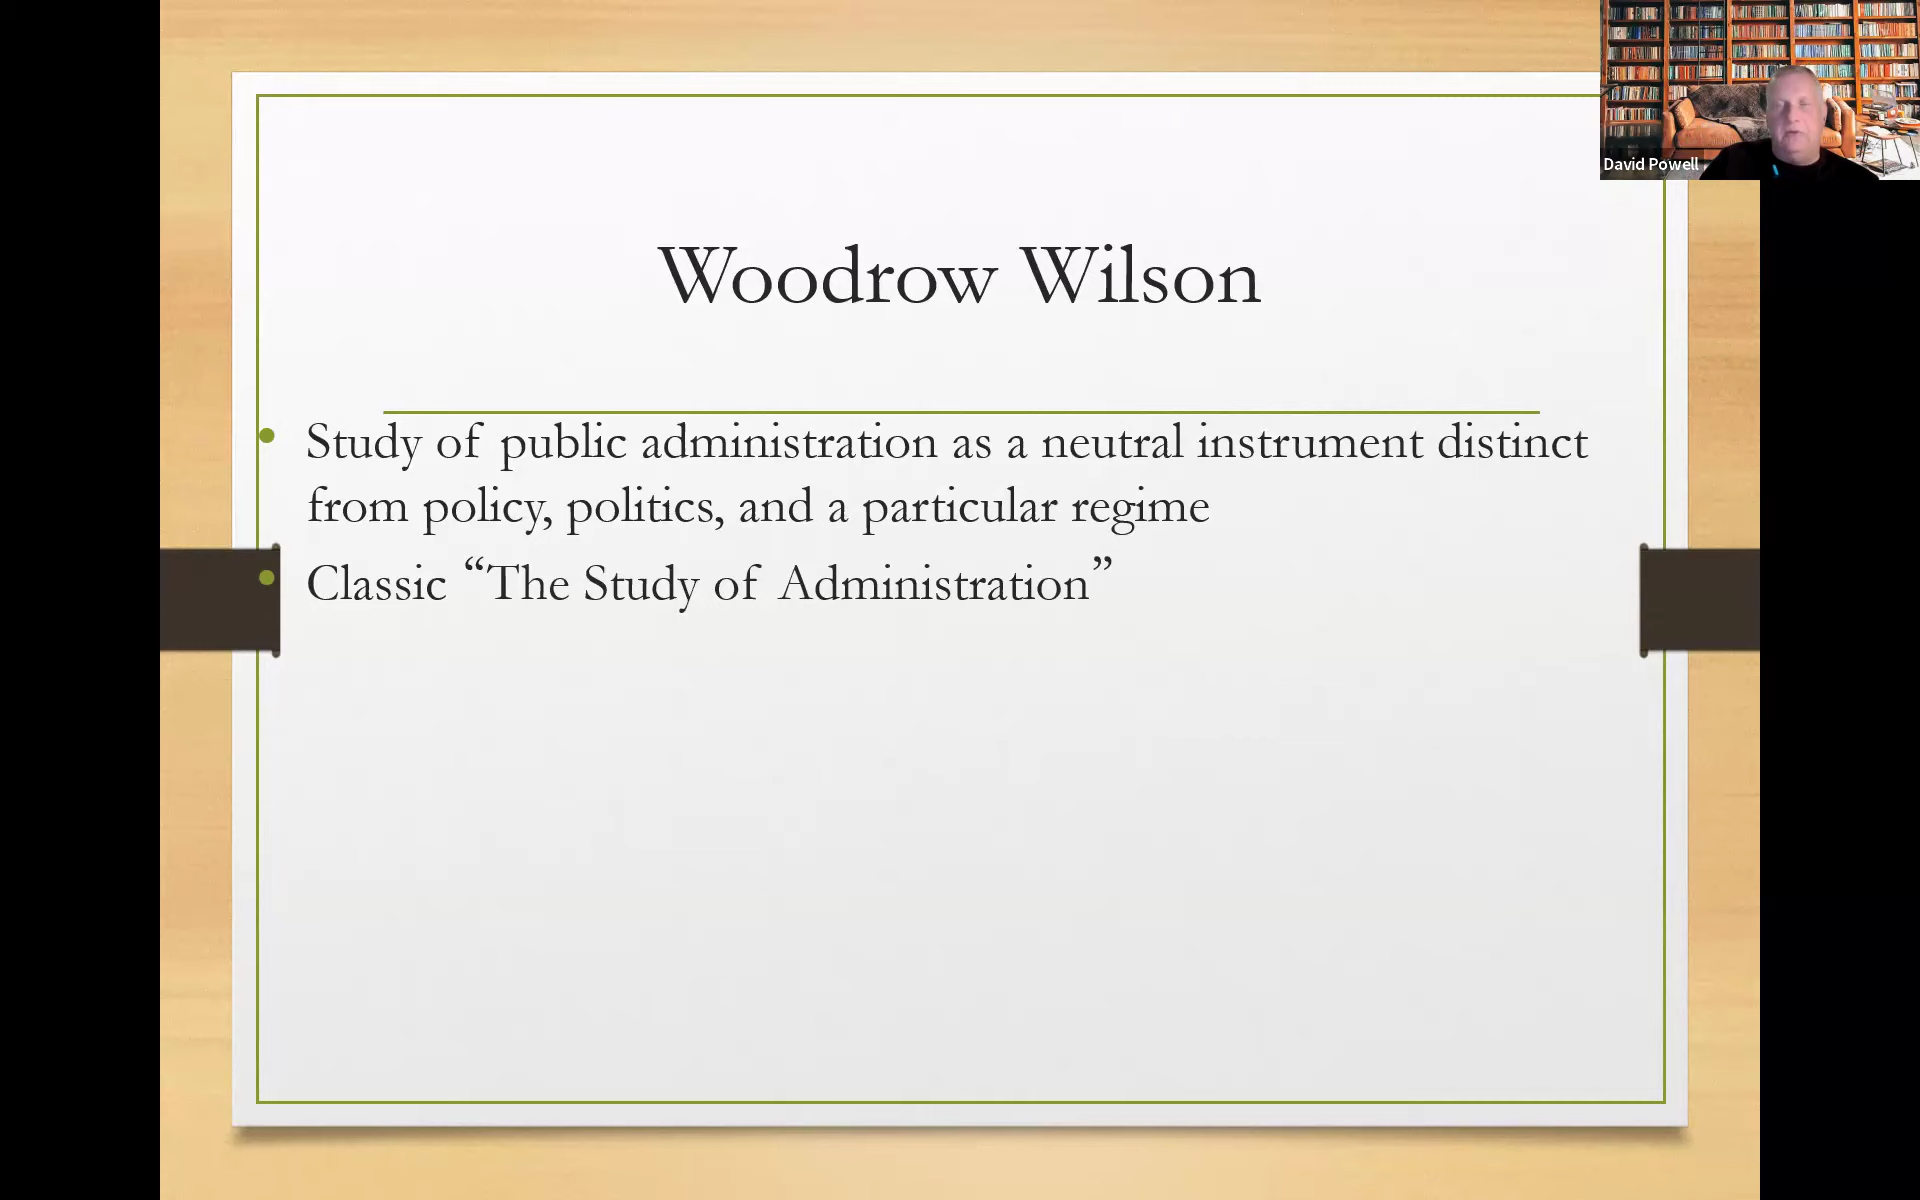 David Powell
Woodrow Wilson
• Study of public administration as a neutral instrument distinct
from policy, politics, and a particular regime
• Classic “The Study of Administration”